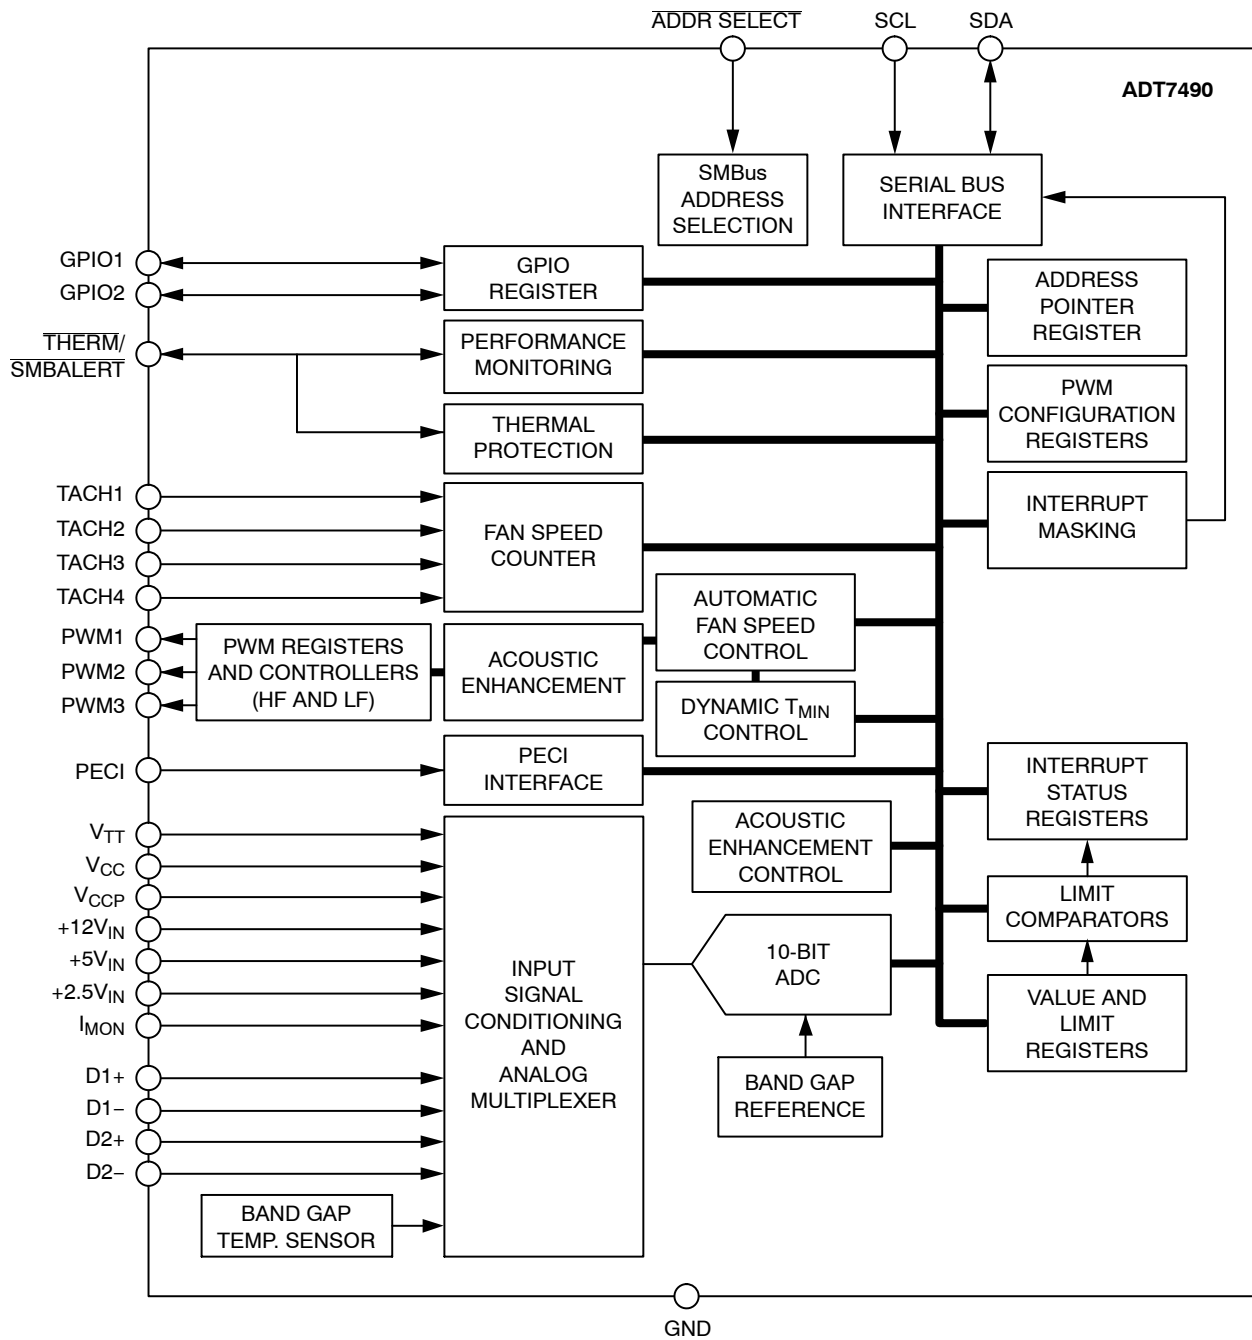 ADDR SELECT
SCL
SDA
ADT7490
SMBus
ADDRESS
SELECTION
SERIAL BUS
INTERFACE
GPIO1
GPIO2
GPIO
REGISTER
ADDRESS
POINTER
REGISTER
THERM/
SMBALERT
PERFORMANCE
MONITORING
PWM
CONFIGURATION
REGISTERS
THERMAL
PROTECTION
TACH1
TACH2
TACH3
TACH4
FAN SPEED
COUNTER
INTERRUPT
MASKING
AUTOMATIC
FAN SPEED
CONTROL
PWM1
PWM2
PWM3
PWM REGISTERS
AND CONTROLLERS
(HF AND LF)
ACOUSTIC
ENHANCEMENT
DYNAMIC TMIN
CONTROL
PECI
PECI
INTERFACE
INTERRUPT
STATUS
REGISTERS
ACOUSTIC
ENHANCEMENT
CONTROL
VTT
VCC
VCCP
+12VIN
+5VIN
+2.5VIN
IMON
D1+
D1−
D2+
D2−
INPUT
SIGNAL
CONDITIONING
AND
ANALOG
MULTIPLEXER
10-BIT
ADC
LIMIT
COMPARATORS
VALUE AND
LIMIT
REGISTERS
BAND GAP
REFERENCE
BAND GAP
TEMP. SENSOR
GND